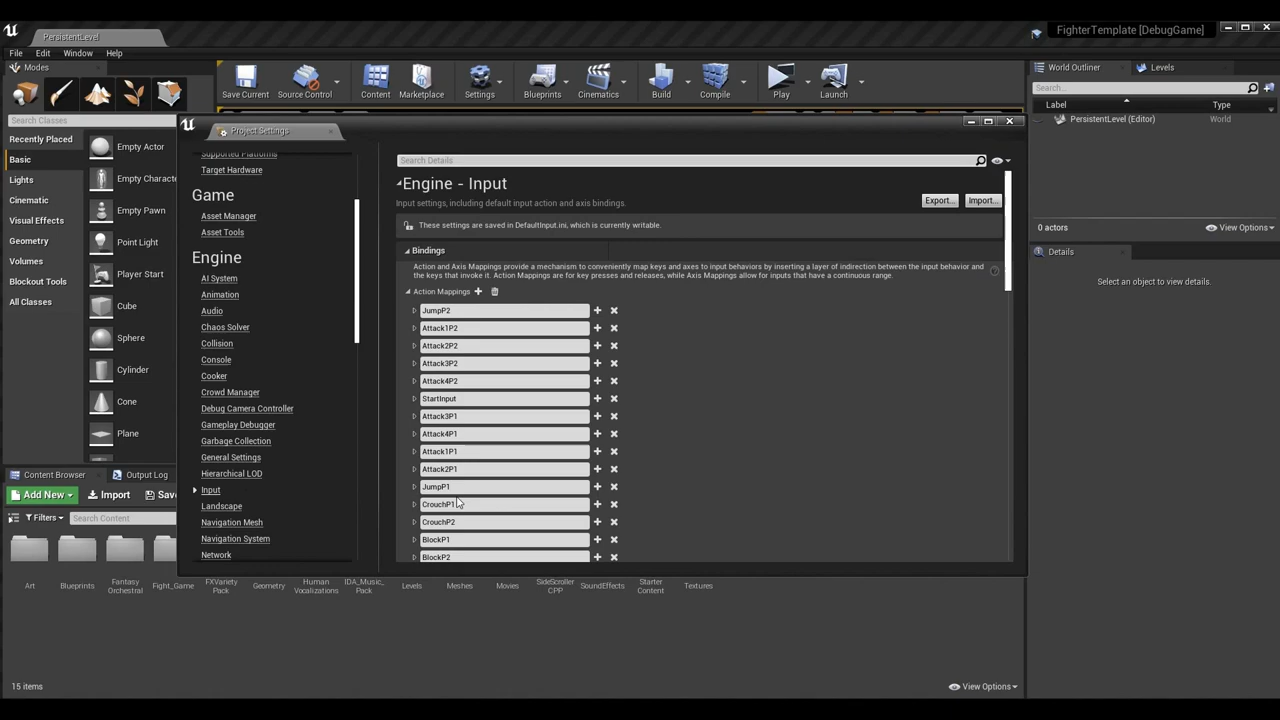 PersistentLevel
FighterTemplate [DebugGame]
File Edit Window Help
Modes
Search Classes
Recently Placed
Basic
Lights
Cinematic
Visual Effects
Geometry
Volumes
Blockout Tools
All Classes
Empty Actor
Empty Characte
Empty Pawn
Point Light
Player Start
Cube
Sphere
Cylinder
Cone
Plane
Save Current
Source Control
Content
Marketplace
Settings
Blueprints
Cinematics
Build
Compile
Play
Launch
World Outliner
Levels
Search...
Label Type
PersistentLevel (Editor) World
0 actors
View Options
Details
Select an object to view details.
Project Settings
Supported Platforms
Target Hardware
Game
Asset Manager
Asset Tools
Engine
AI System
Animation
Audio
Chaos Solver
Collision
Console
Cooker
Crowd Manager
Debug Camera Controller
Gameplay Debugger
Garbage Collection
General Settings
Hierarchical LOD
Input
Landscape
Navigation Mesh
Navigation System
Network
Search Details
Engine - Input
Input settings, including default input action and axis bindings.
Export...
Import...
These settings are saved in DefaultInput.ini, which is currently writable.
Bindings
Action and Axis Mappings provide a mechanism to conveniently map keys and axes to input behaviors by inserting a layer of indirection between the input behavior and
the keys that invoke it. Action Mappings are for key presses and releases, while Axis Mappings allow for inputs that have a continuous range.
Action Mappings
JumpP2
Attack1P2
Attack2P2
Attack3P2
Attack4P2
StartInput
Attack3P1
Attack4P1
Attack1P1
Attack2P1
JumpP1
CrouchP1
CrouchP2
BlockP1
BlockP2
Content Browser
Output Log
Add New
Import
Sav
Filters
Search Content
Art
Blueprints
Fantasy
Orchestral
Fight_Game
FXVariety
Pack
Geometry
Human
Vocalizations
IDA_Music_
Pack
Levels
Meshes
Movies
SideScroller
CPP
SoundEffects
Starter
Content
Textures
15 items
View Options